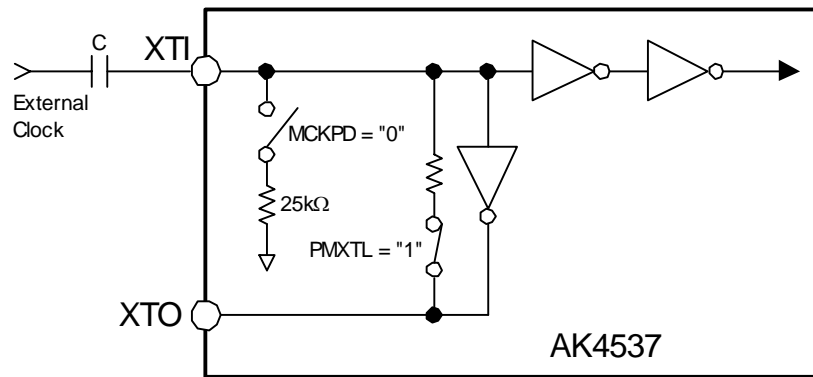 C
XTI
External
Clock
MCKPD = "0"
25kΩ
PMXTL = "1"
XTO
AK4537